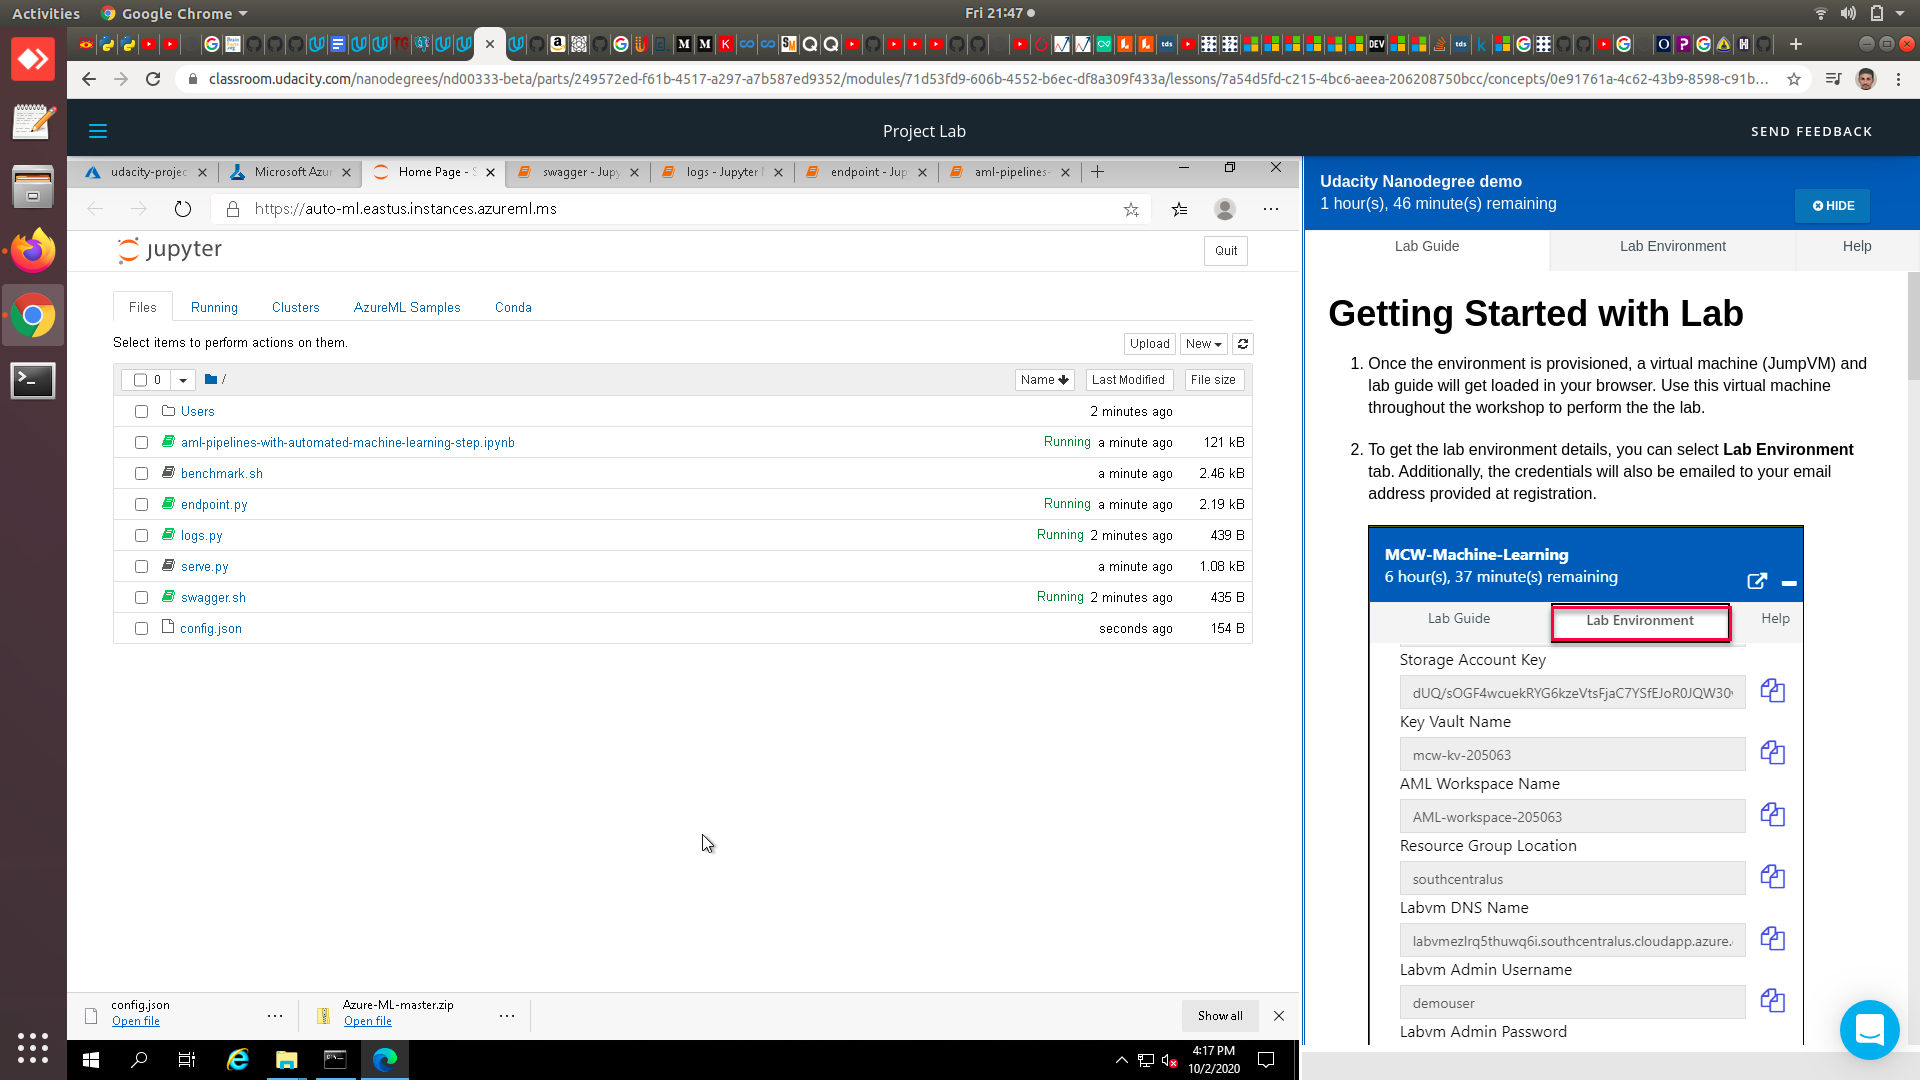 Activities
Google Chrome
Fri 21:47
classroom.udacity.com/nanodegrees/nd00333-beta/parts/249572ed-f61b-4517-a297-a7b587ed9352/modules/71d53fd9-606b-4552-b6ec-df8a309f433a/lessons/7a54d5fd-c215-4bc6-aeea-206208750bcc/concepts/0e91761a-4c62-43b9-8598-c91b...
Project Lab
SEND FEEDBACK
udacity-projec
Microsoft Azur
Home Page - S
swagger - Jupy
logs - Jupyter
endpoint - Jup
aml-pipelines-
https://auto-ml.eastus.instances.azureml.ms
jupyter
Quit
Files
Running
Clusters
AzureML Samples
Conda
Select items to perform actions on them.
Upload
New
0
/
Name
Last Modified
File size
Users
2 minutes ago
aml-pipelines-with-automated-machine-learning-step.ipynb
Running a minute ago 121 kB
benchmark.sh
a minute ago 2.46 kB
endpoint.py
Running a minute ago 2.19 kB
logs.py
Running 2 minutes ago 439 B
serve.py
a minute ago 1.08 kB
swagger.sh
Running 2 minutes ago 435 B
config.json
seconds ago 154 B
config.json
Open file
Azure-ML-master.zip
Open file
Show all
4:17 PM
10/2/2020
Udacity Nanodegree demo
1 hour(s), 46 minute(s) remaining
HIDE
Lab Guide
Lab Environment
Help
Getting Started with Lab
1. Once the environment is provisioned, a virtual machine (JumpVM) and
lab guide will get loaded in your browser. Use this virtual machine
throughout the workshop to perform the the lab.
2. To get the lab environment details, you can select Lab Environment
tab. Additionally, the credentials will also be emailed to your email
address provided at registration.
MCW-Machine-Learning
6 hour(s), 37 minute(s) remaining
Lab Guide
Lab Environment
Help
Storage Account Key
dUQ/sOGF4wcuekRYG6kzeVtsFjaC7YSfEJoR0JQW30
Key Vault Name
mcw-kv-205063
AML Workspace Name
AML-workspace-205063
Resource Group Location
southcentralus
Labvm DNS Name
labvmezlrq5thuwq6i.southcentralus.cloudapp.azure.
Labvm Admin Username
demouser
Labvm Admin Password